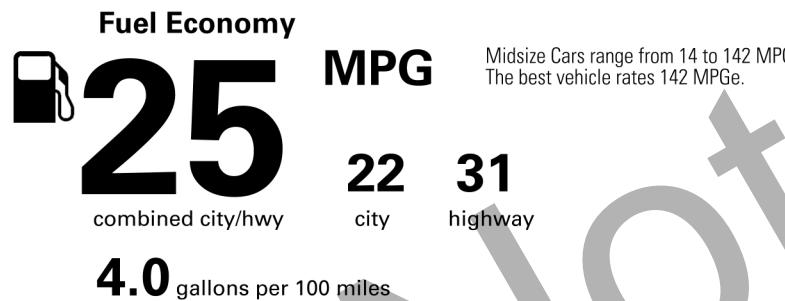 Fuel Economy
25 MPG
Midsize Cars range from 14 to 142
The best vehicle rates 142 MPGe.
22 31
combined city/hwy city highway
4.0 gallons per 100 miles